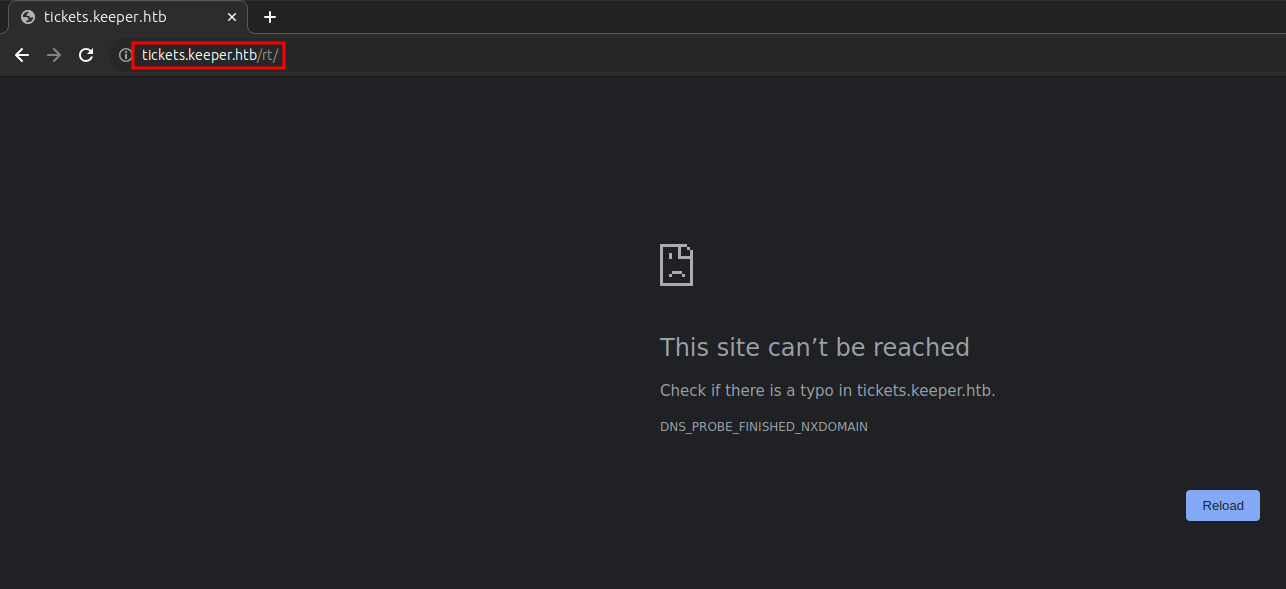 tickets.keeper.htb
tickets.keeper.htb/rt/
This site can’t be reached
Check if there is a typo in tickets.keeper.htb.
DNS_PROBE_FINISHED_NXDOMAIN
Reload